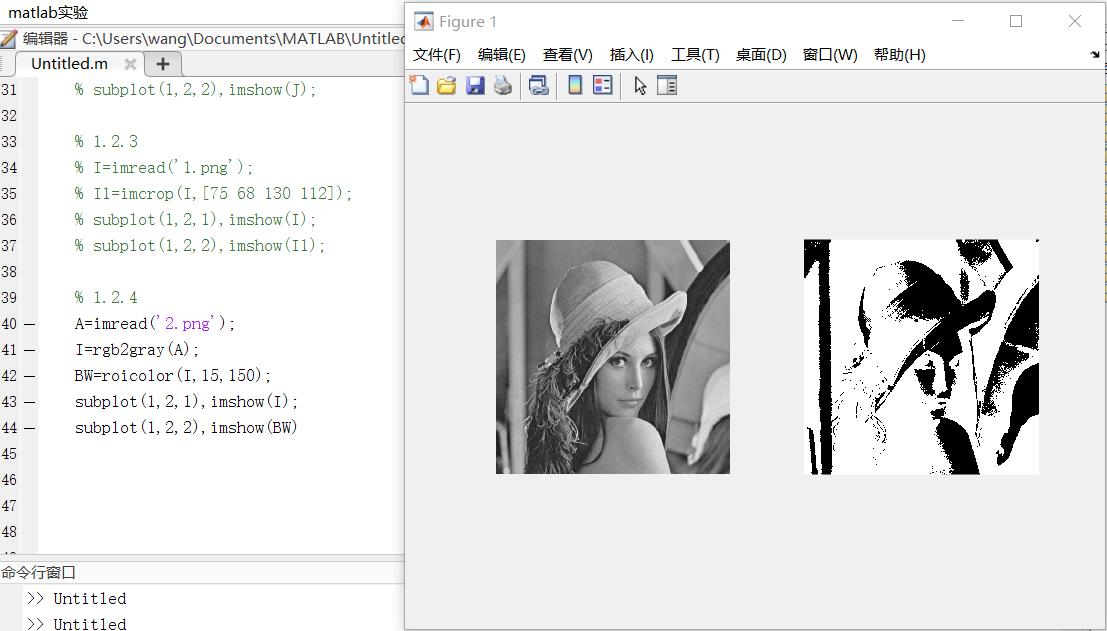 matlab实验
编辑器 - C:\Users\wang\Documents\MATLAB\Untitled
Untitled.m
31 % subplot(1,2,2),imshow(J);
32
33 % 1.2.3
34 % I=imread('1.png');
35 % I1=imcrop(I,[75 68 130 112]);
36 % subplot(1,2,1),imshow(I);
37 % subplot(1,2,2),imshow(I1);
38
39 % 1.2.4
40 — A=imread('2.png');
41 — I=rgb2gray(A);
42 — BW=roicolor(I,15,150);
43 — subplot(1,2,1),imshow(I);
44 — subplot(1,2,2),imshow(BW)
45
46
47
48
命令行窗口
>> Untitled
>> Untitled
Figure 1
文件(F) 编辑(E) 查看(V) 插入(I) 工具(T) 桌面(D) 窗口(W) 帮助(H)